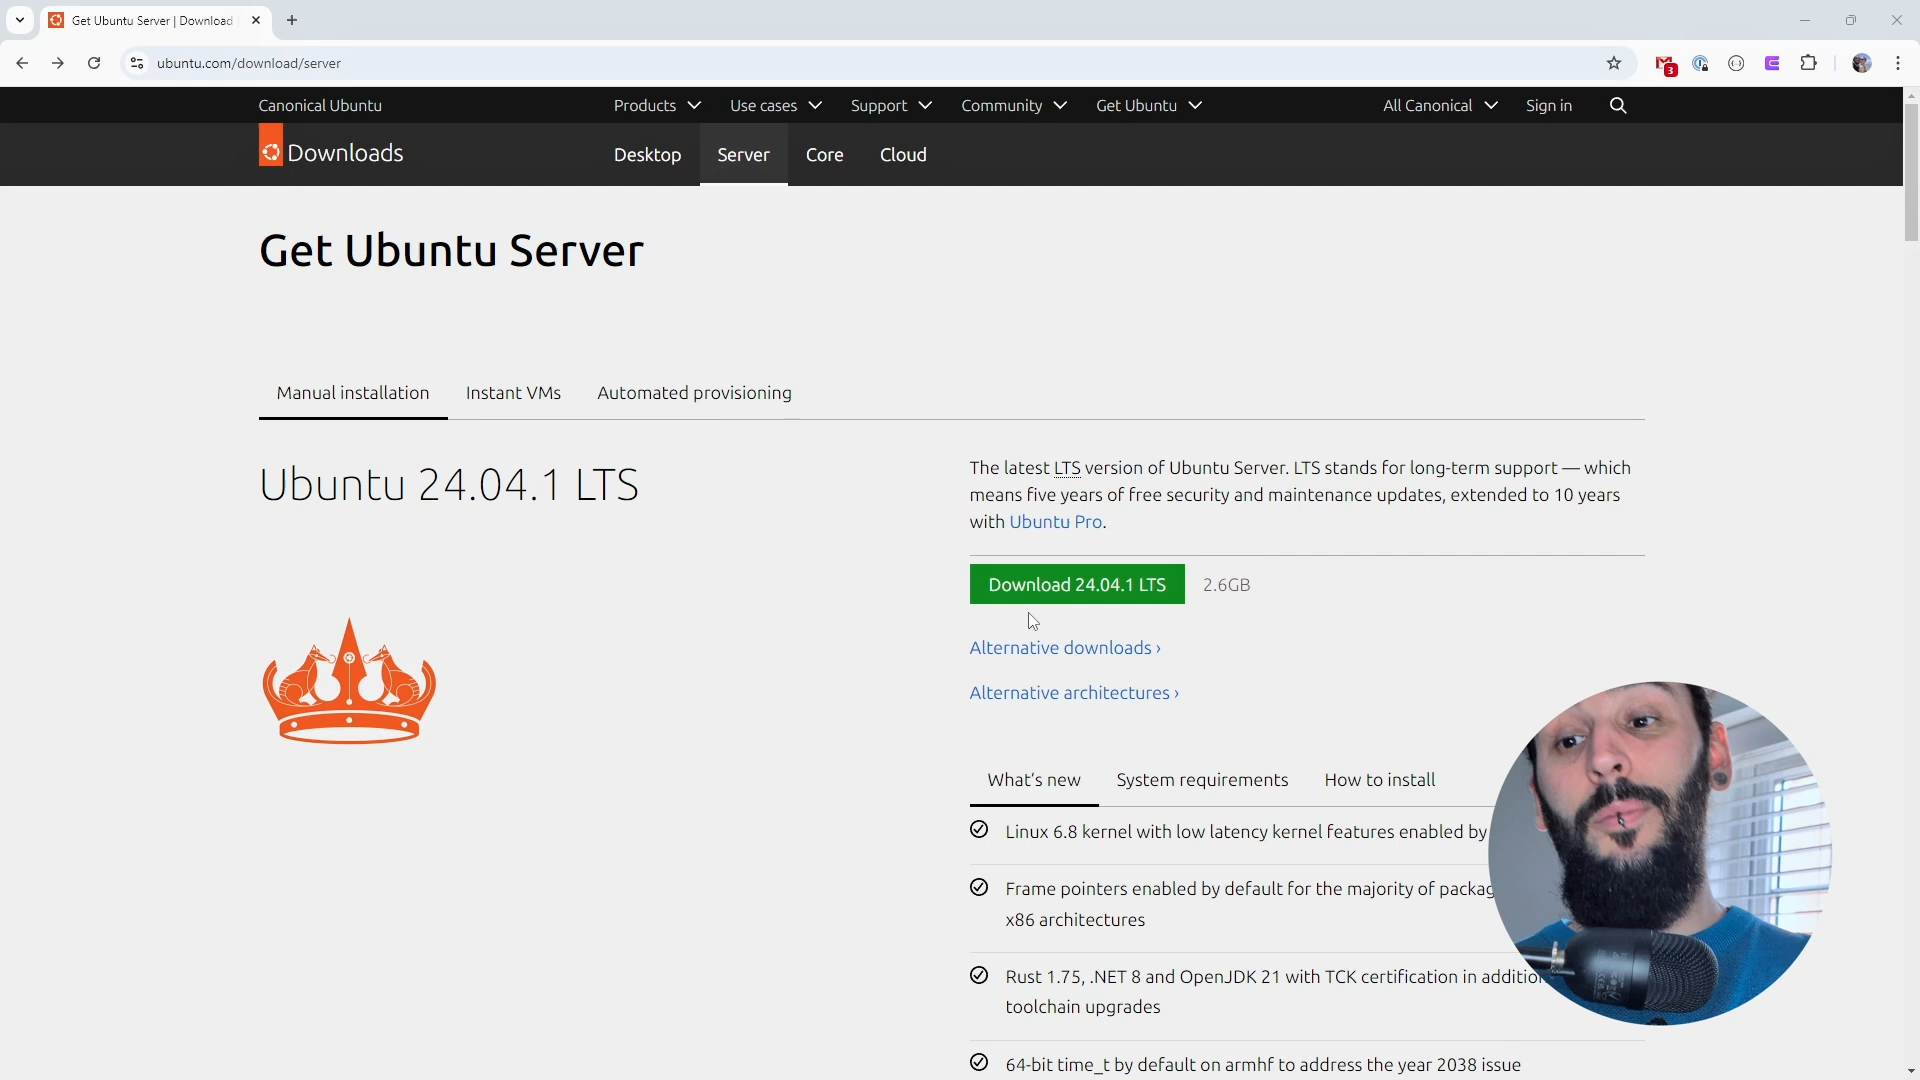 Get Ubuntu Server | Download
ubuntu.com/download/server
3
Canonical Ubuntu
Products
Use cases
Support
Community
Get Ubuntu
All Canonical
Sign in
Downloads
Desktop
Server
Core
Cloud
Get Ubuntu Server
Manual installation
Instant VMs
Automated provisioning
Ubuntu 24.04.1 LTS
The latest LTS version of Ubuntu Server. LTS stands for long-term support — which
means five years of free security and maintenance updates, extended to 10 years
with Ubuntu Pro.
Download 24.04.1 LTS
2.6GB
Alternative downloads ›
Alternative architectures ›
What's new
System requirements
How to install
Linux 6.8 kernel with low latency kernel features enabled by
Frame pointers enabled by default for the majority of packag
x86 architectures
Rust 1.75, .NET 8 and OpenJDK 21 with TCK certification in addition
toolchain upgrades
64-bit time_t by default on armhf to address the year 2038 issue